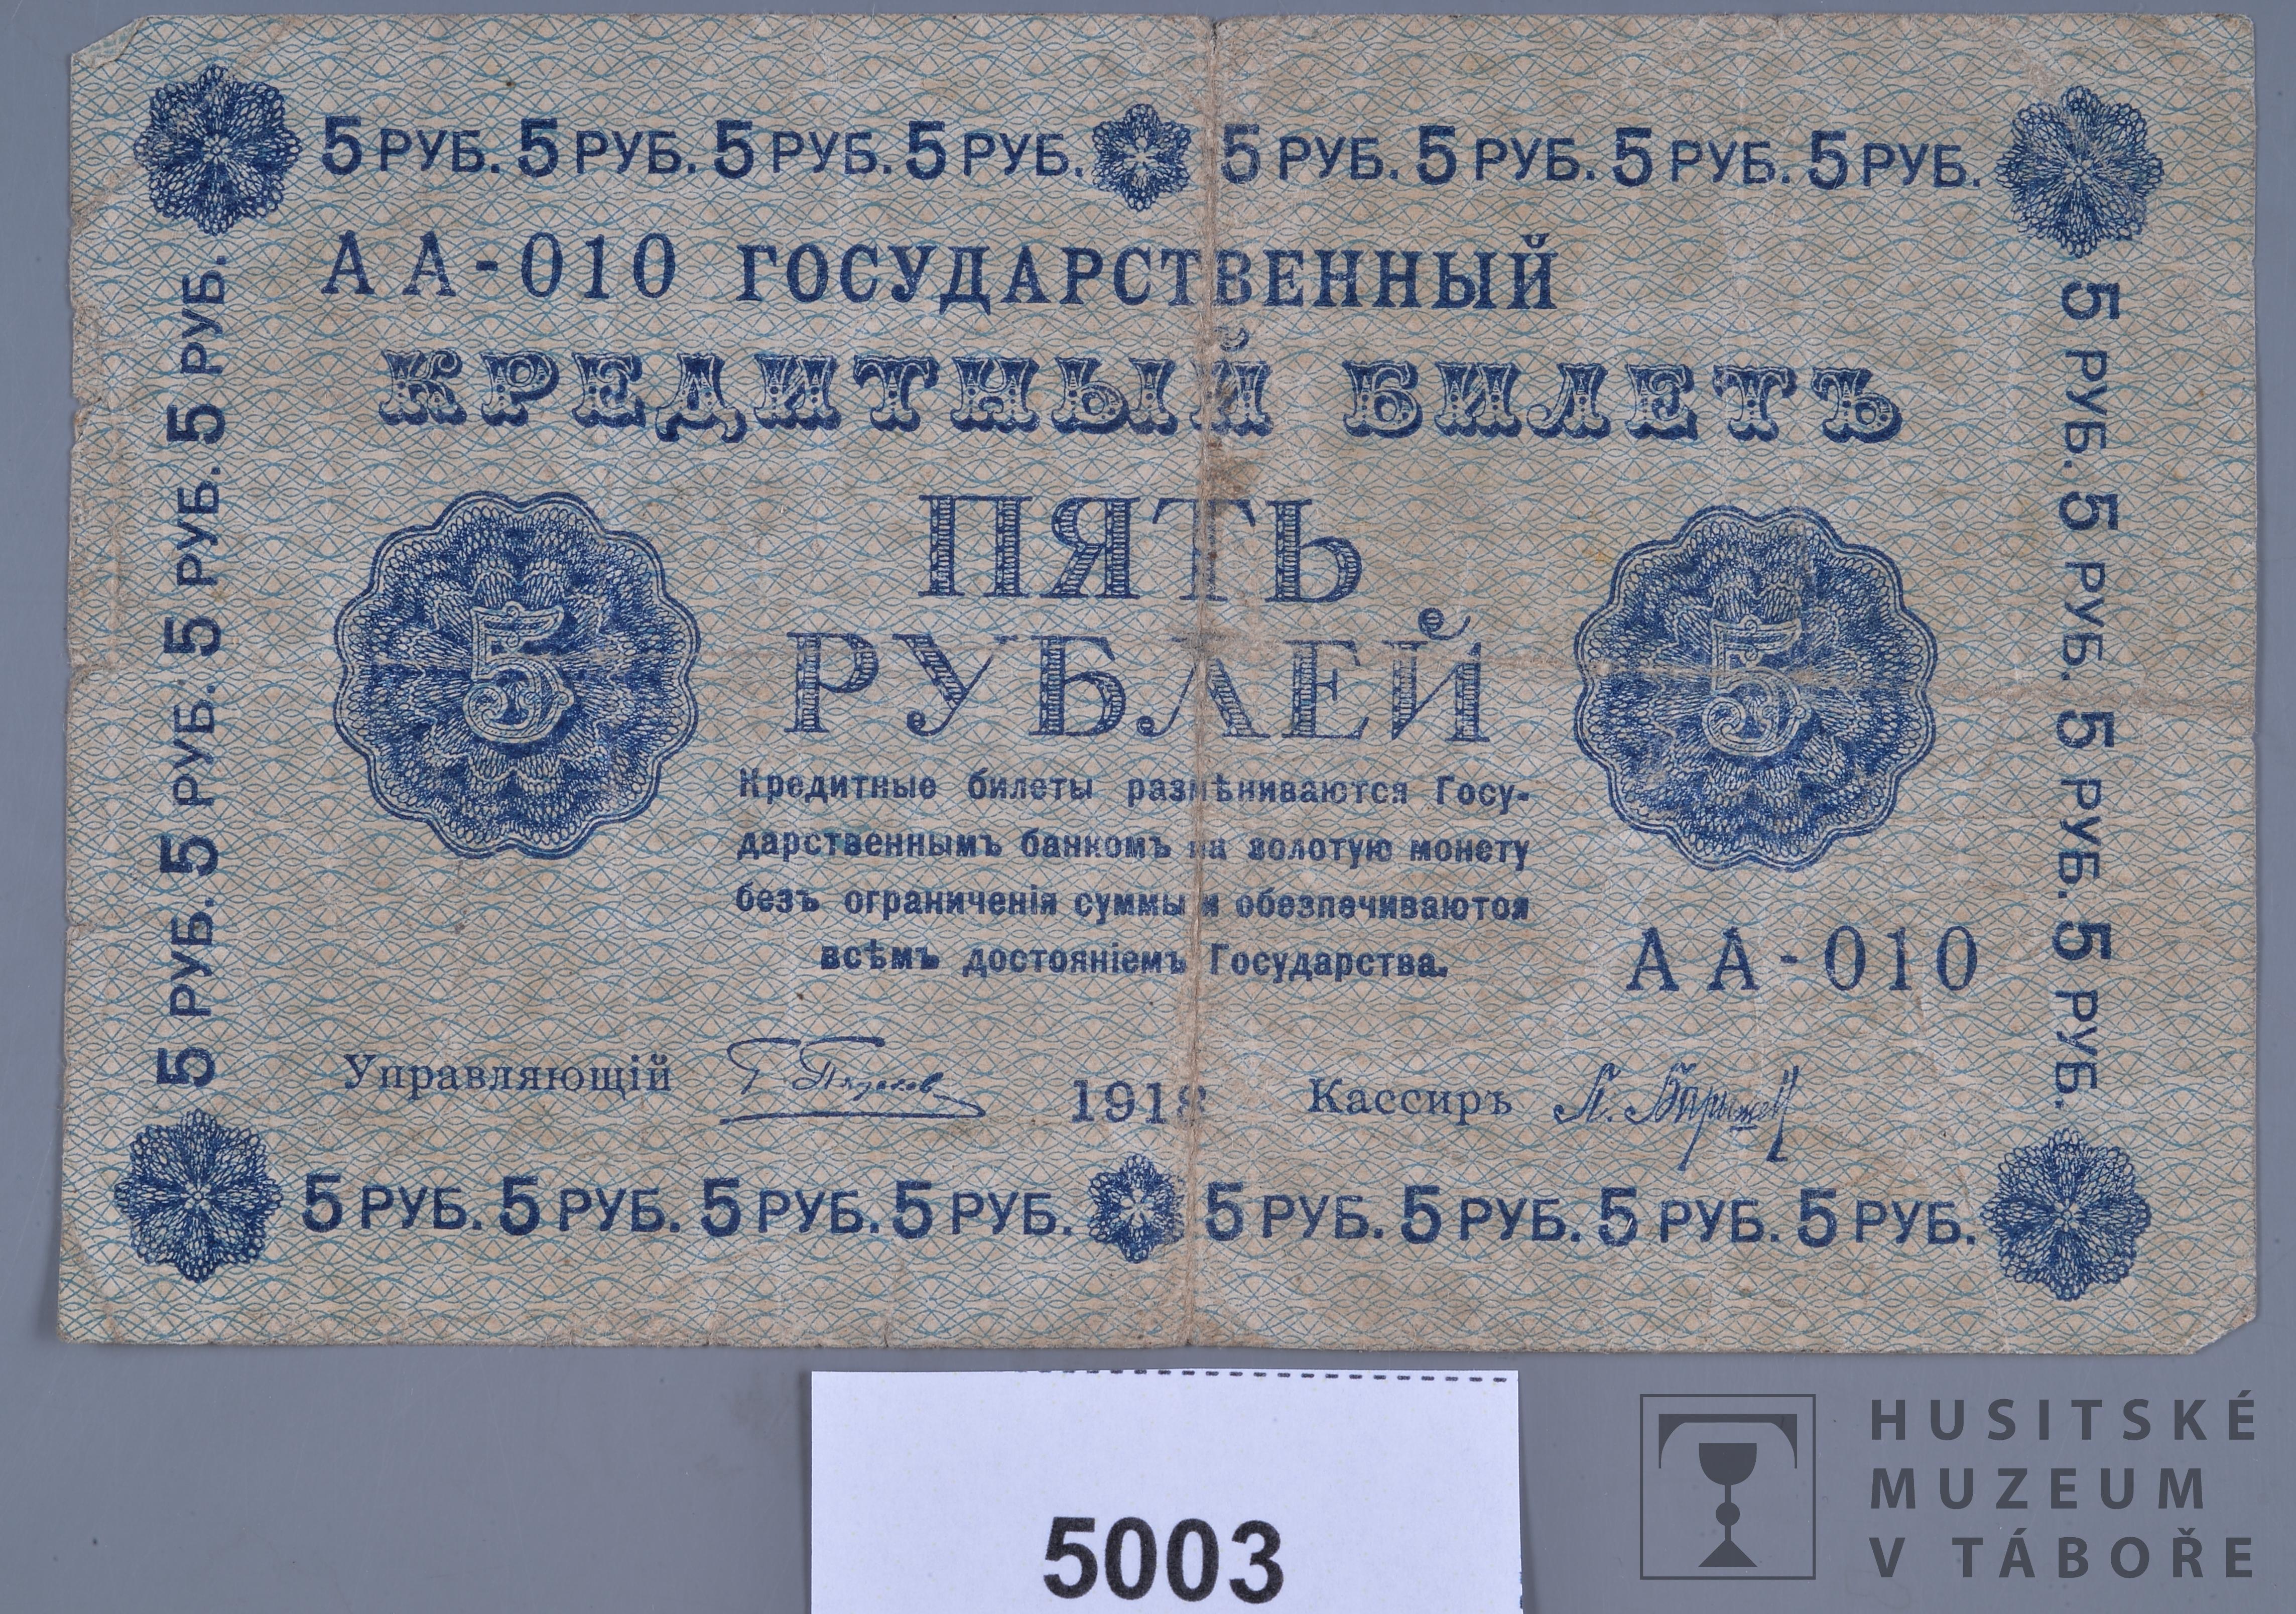 5 РУБ. 5 РУБ. 5 РУБ. 5 РУБ. 5 РУБ. 5 РУБ. 5 РУБ. 5 РУБ.
АА-010 ГОСУДАРСТВЕННЫЙ
КРЕДИТНЫЙ БИЛЕТЪ
5 РУБ. 5 РУБ. 5 РУБ. 5 РУБ.
5
ПЯТЬ
РУБЛЕЙ
5
5 РУБ. 5 РУБ. 5 РУБ. 5 РУБ.
Кредитные билеты размѣниваются Госу-
дарственнымъ банкомъ на золотую монету
безъ ограниченія суммы и обезпечиваются
всѣмъ достояніемъ Государства.
АА-010
Управляющій Г. Пятаков 1918 Кассиръ
5 РУБ. 5 РУБ. 5 РУБ. 5 РУБ. 5 РУБ. 5 РУБ. 5 РУБ. 5 РУБ.
5003
HUSITSKÉ
MUZEUM
V TÁBOŘE